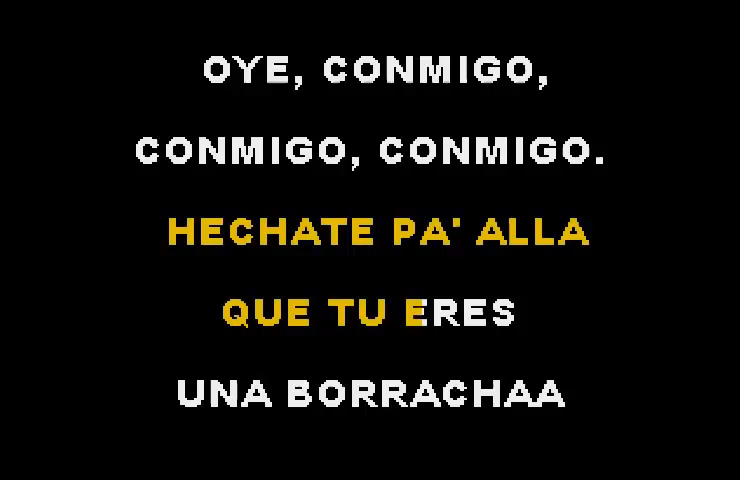 OYE, CONMIGO,
CONMIGO, CONMIGO.
HECHATE PA' ALLA
QUE TU ERES
UNA BORRACHAA